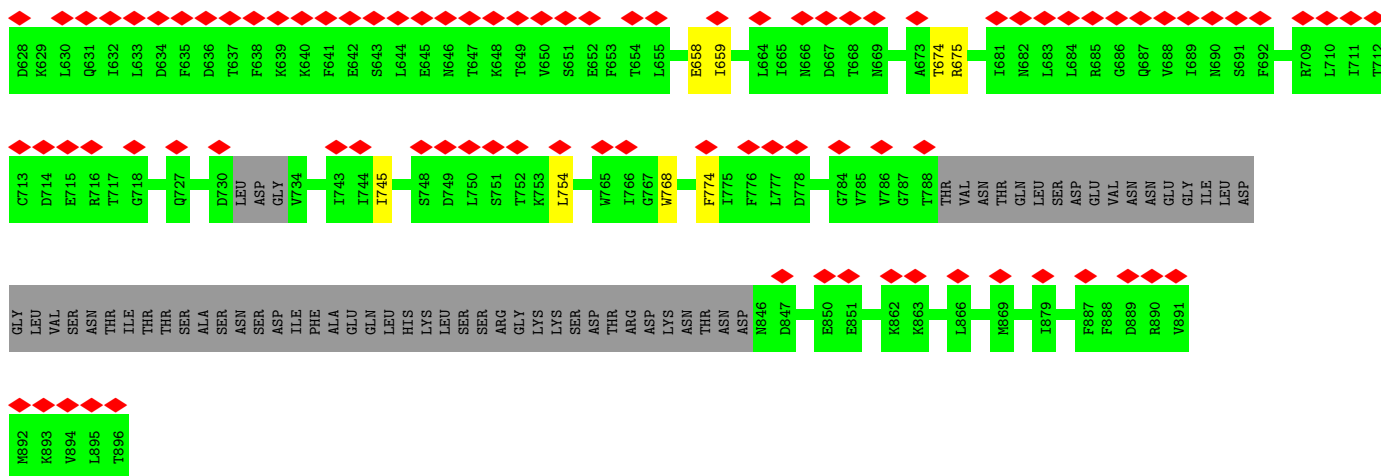 D628 K629 L630 Q631 I632 L633 D634 F635 D636 T637 F638 K639 K640 F641 E642 S643 L644 E645 N646 T647 K648 T649 V650 S651 E652 F653 T654 L655 E658 I659 L664 I665 N666 D667 T668 N669 A673 T674 R675 I681 N682 L683 L684 R685 G686 Q687 V688 I689 N690 S691 F692 R709 L710 I711 T712
C713 D714 E715 R716 T717 G718 Q727 D730 LEU ASP GLY V734 I743 I744 I745 S748 D749 L750 S751 T752 K753 L754 W765 I766 G767 W768 F774 I775 F776 L777 D778 G784 V785 V786 G787 T788 THR VAL ASN THR GLN LEU SER ASP GLU VAL ASN ASN GLU GLY ILE LEU ASP
GLY LEU VAL SER ASN THR ILE THR THR SER ALA SER ASN SER ASP ILE PHE ALA GLU GLN LEU HIS LYS LEU SER SER ARG GLY LYS LYS SER ASP THR ARG ASP LYS ASN THR ASN ASP N846 D847 E850 E851 K862 K863 L866 M869 I879 F887 F888 D889 R890 V891
M892 K893 V894 L895 T896